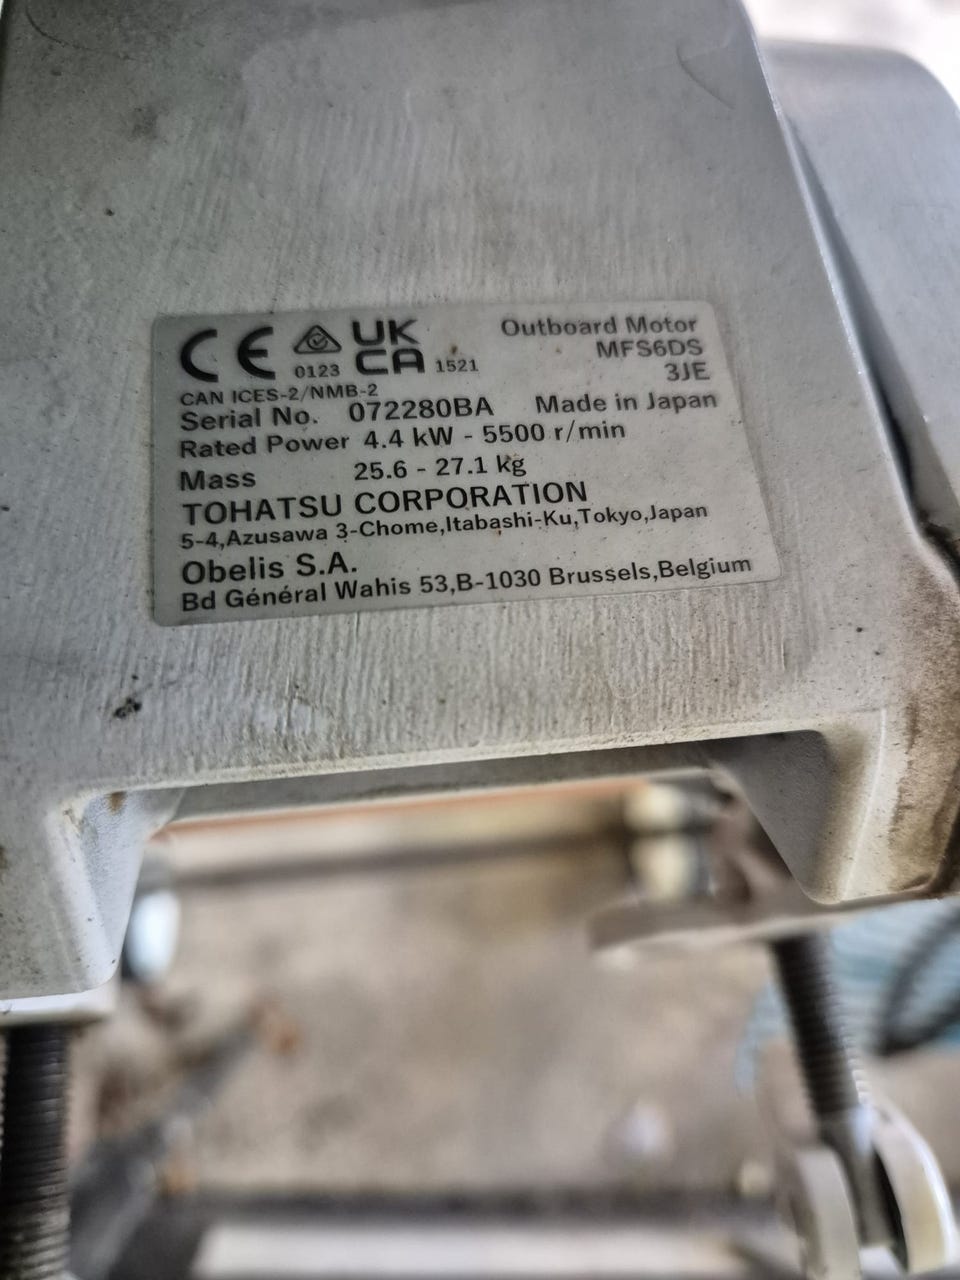 CE 0123 UK CA 1521 Outboard Motor
MFS6DS
3JE
CAN ICES-2/NMB-2
Serial No. 072280BA Made in Japan
Rated Power 4.4 kW - 5500 r/min
Mass 25.6 - 27.1 kg
TOHATSU CORPORATION
5-4,Azusawa 3-Chome,Itabashi-Ku,Tokyo,Japan
Obelis S.A.
Bd Général Wahis 53,B-1030 Brussels,Belgium